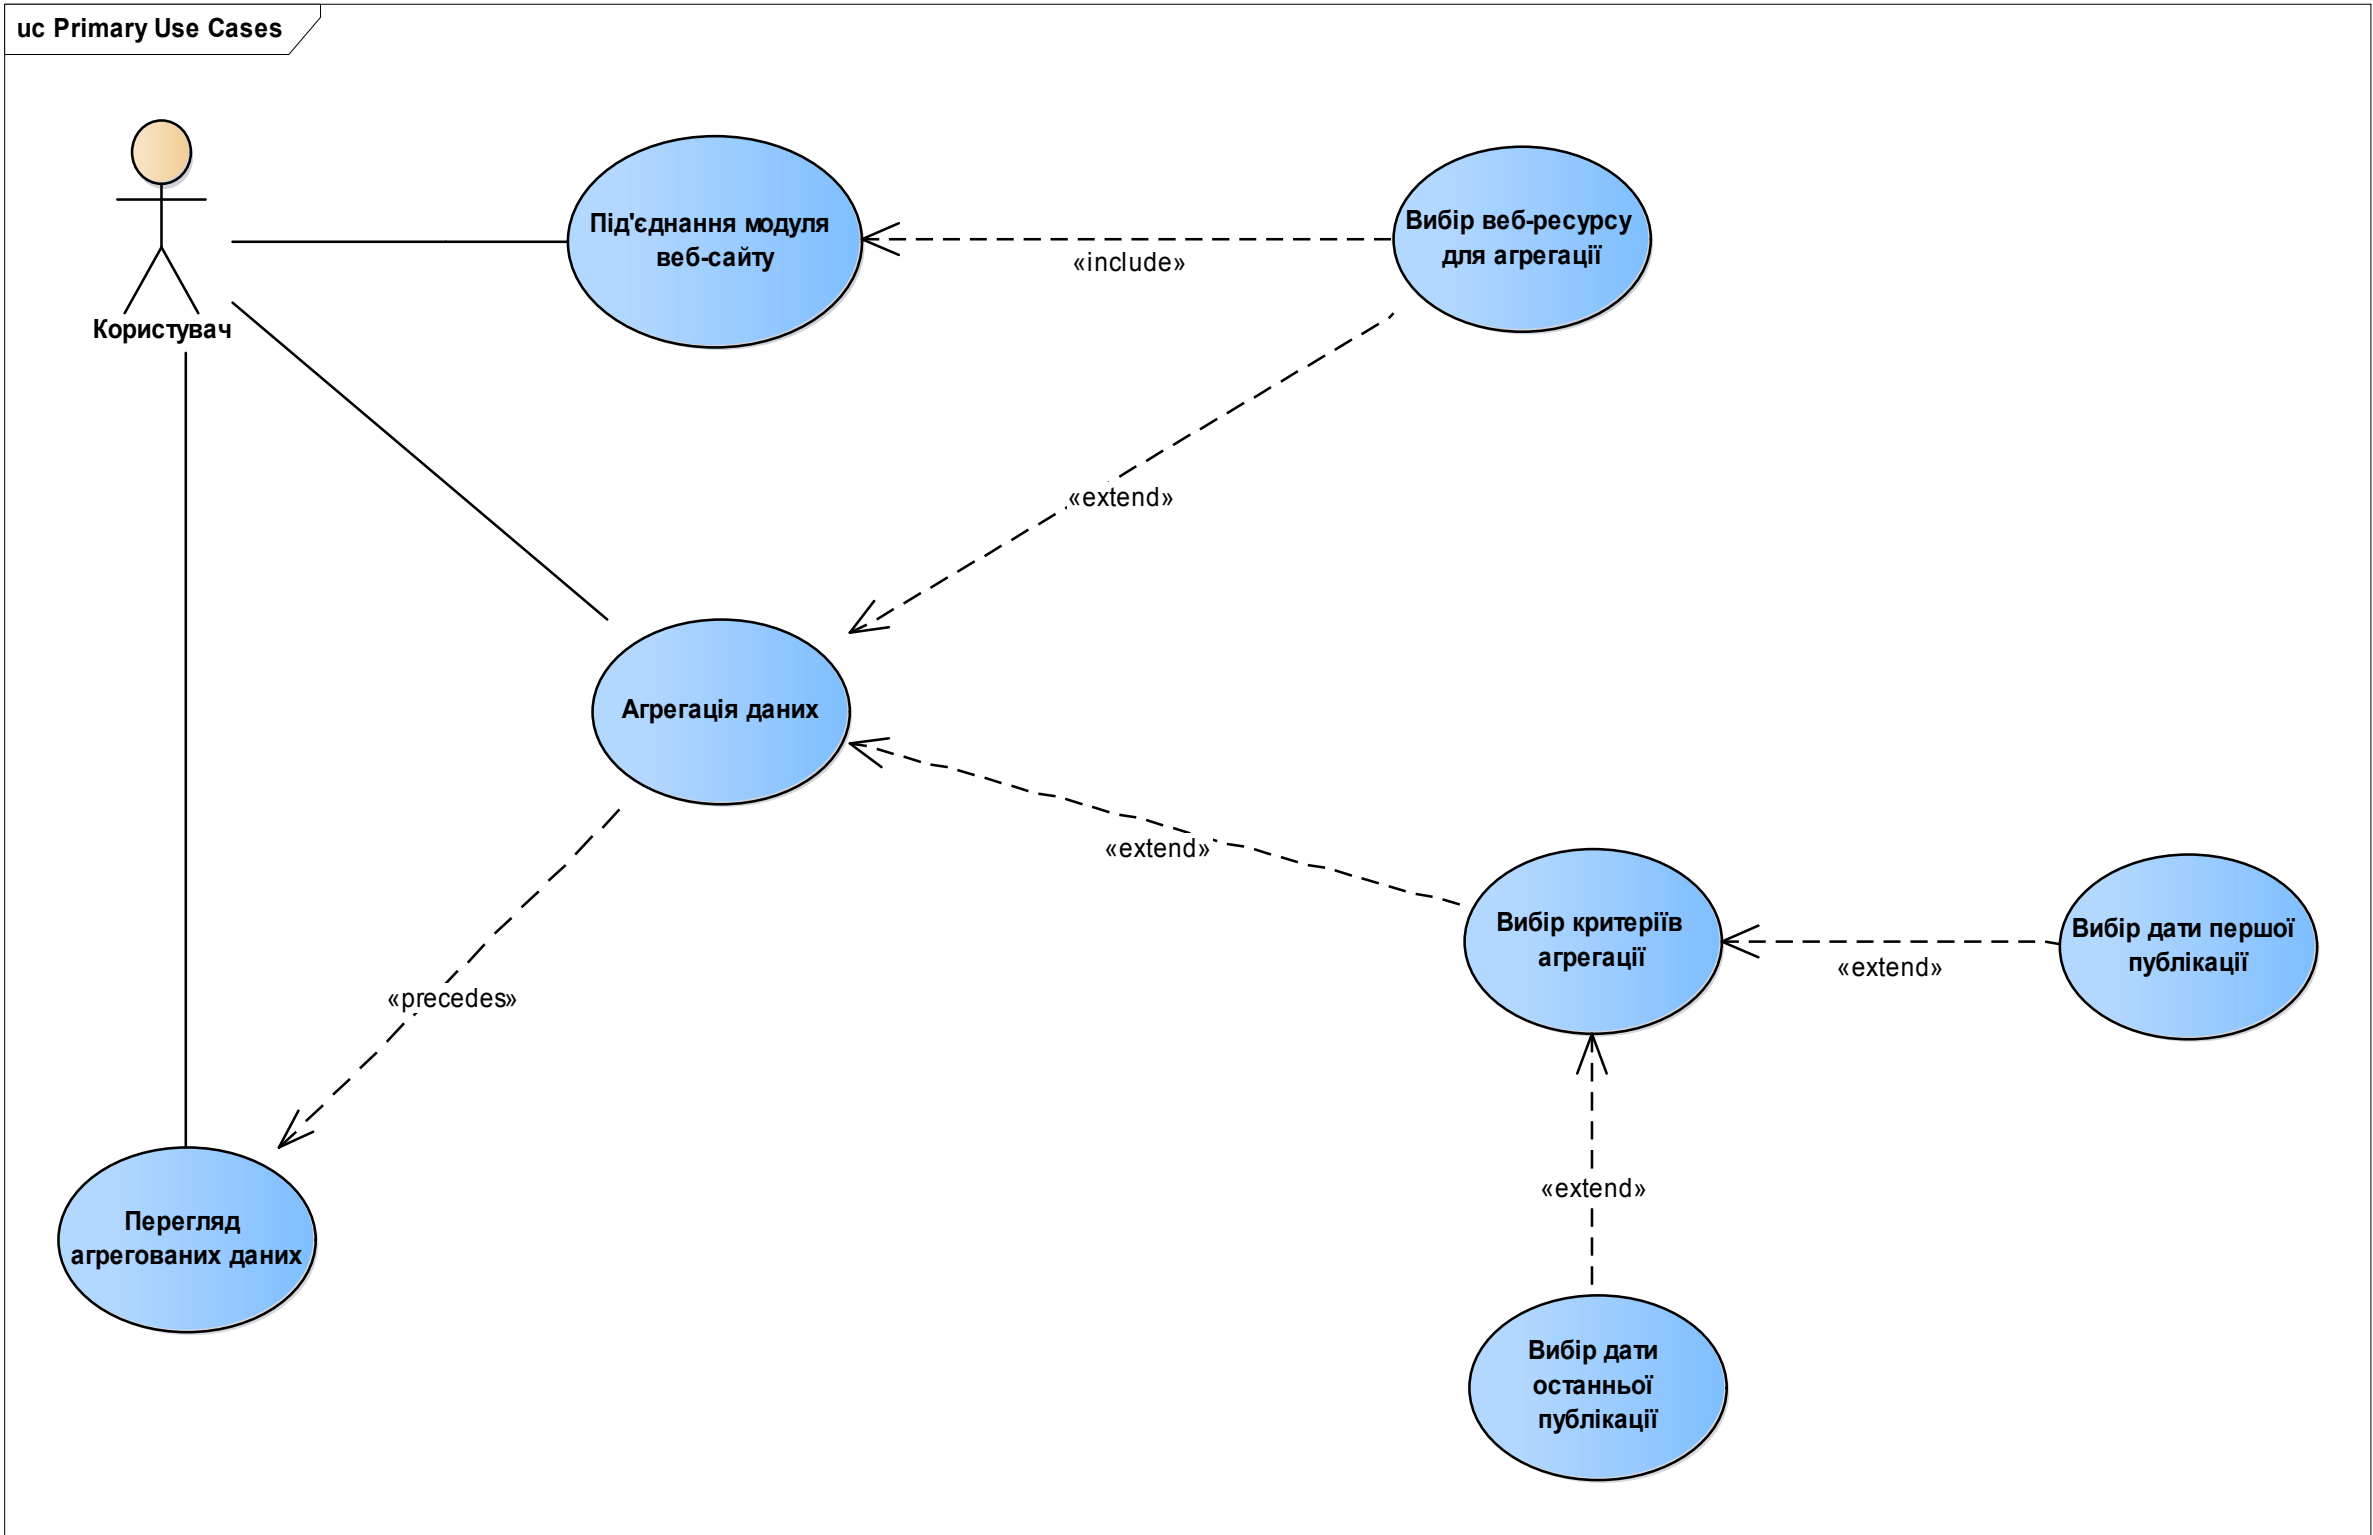 uc Primary Use Cases
Користувач
Під'єднання модуля
веб-сайту
«include»
Вибір веб-ресурсу
для агрегації
«extend»
Агрегація даних
«extend»
Вибір критеріїв
агрегації
«extend»
Вибір дати першої
публікації
«precedes»
Перегляд
агрегованих даних
«extend»
Вибір дати
останньої
публікації